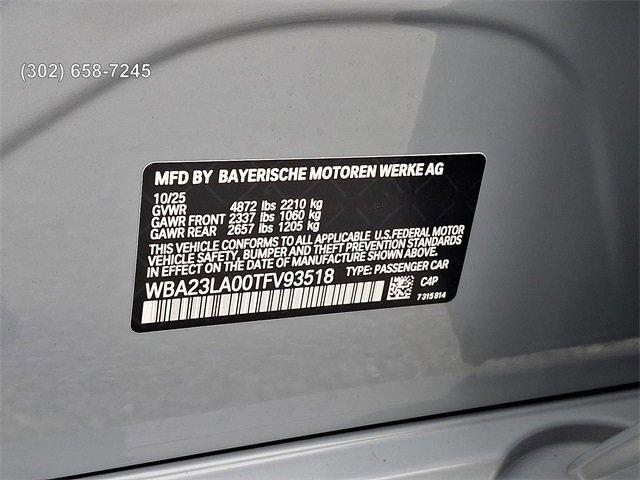 (302) 658-7245
MFD BY BAYERISCHE MOTOREN WERKE AG
10/25
GVWR 4872 lbs 2210 kg
GAWR FRONT 2337 lbs 1060 kg
GAWR REAR 2657 lbs 1205 kg
THIS VEHICLE CONFORMS TO ALL APPLICABLE U.S.FEDERAL MOTOR
VEHICLE SAFETY, BUMPER AND THEFT PREVENTION STANDARDS
IN EFFECT ON THE DATE OF MANUFACTURE SHOWN ABOVE.
WBA23LA00TFV93518 TYPE: PASSENGER CAR
C4P
7 315 814